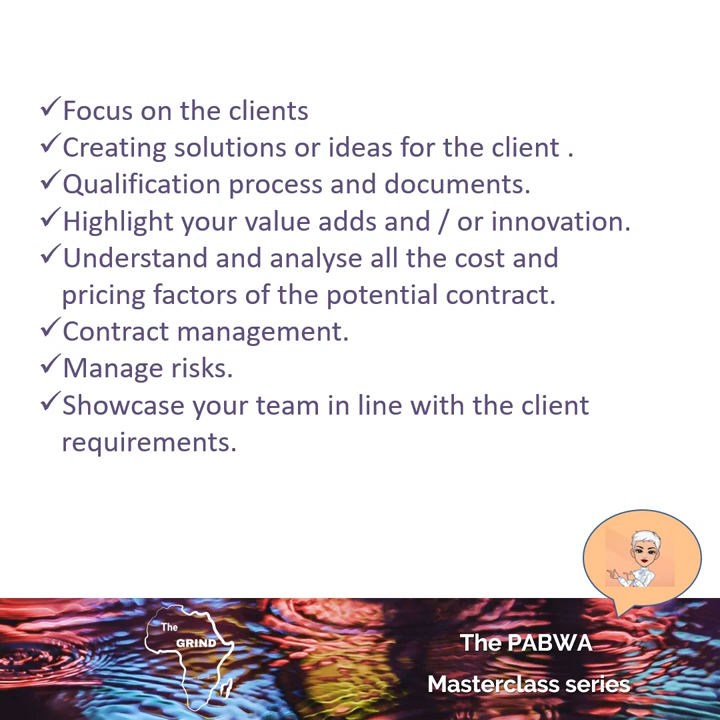 ✓Focus on the clients
✓Creating solutions or ideas for the client .
✓Qualification process and documents.
✓Highlight your value adds and / or innovation.
✓Understand and analyse all the cost and
pricing factors of the potential contract.
✓Contract management.
✓Manage risks.
✓Showcase your team in line with the client
requirements.
The
GRIND
The PABWA
Masterclass series